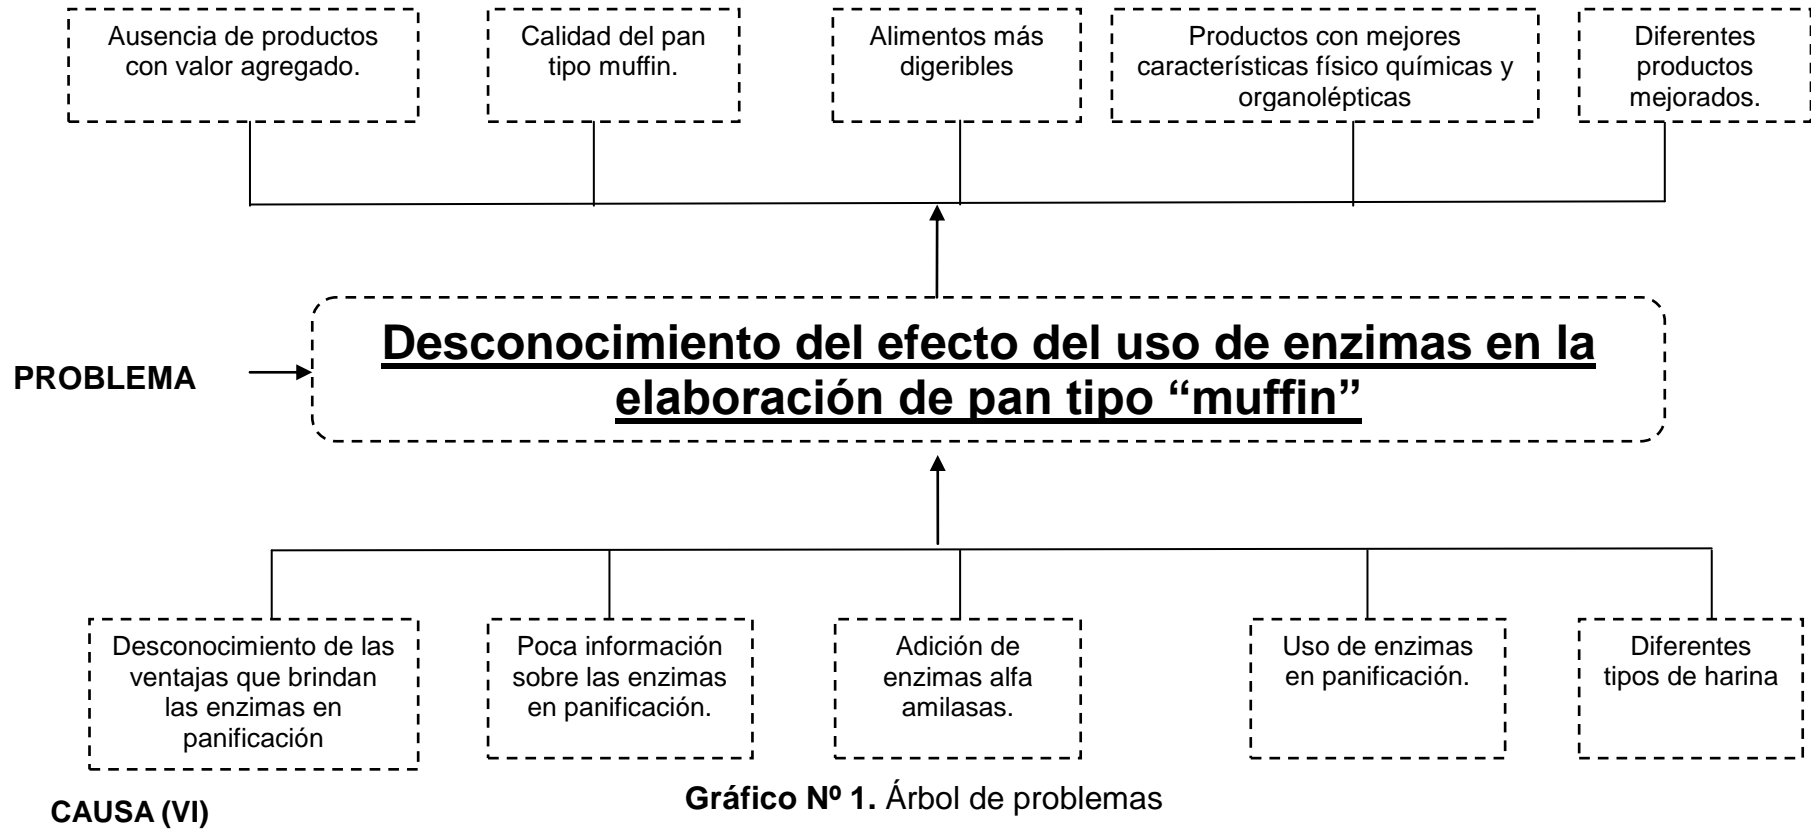 Ausencia de productos
con valor agregado.
Calidad del pan
tipo muffin.
Alimentos más
digeribles
Productos con mejores
características físico químicas y
organolépticas
Diferentes
productos
mejorados.
PROBLEMA
Desconocimiento del efecto del uso de enzimas en la
elaboración de pan tipo “muffin”
Desconocimiento de las
ventajas que brindan
las enzimas en
panificación
Poca información
sobre las enzimas
en panificación.
Adición de
enzimas alfa
amilasas.
Uso de enzimas
en panificación.
Diferentes
tipos de harina
CAUSA (VI)
Gráfico Nº 1. Árbol de problemas